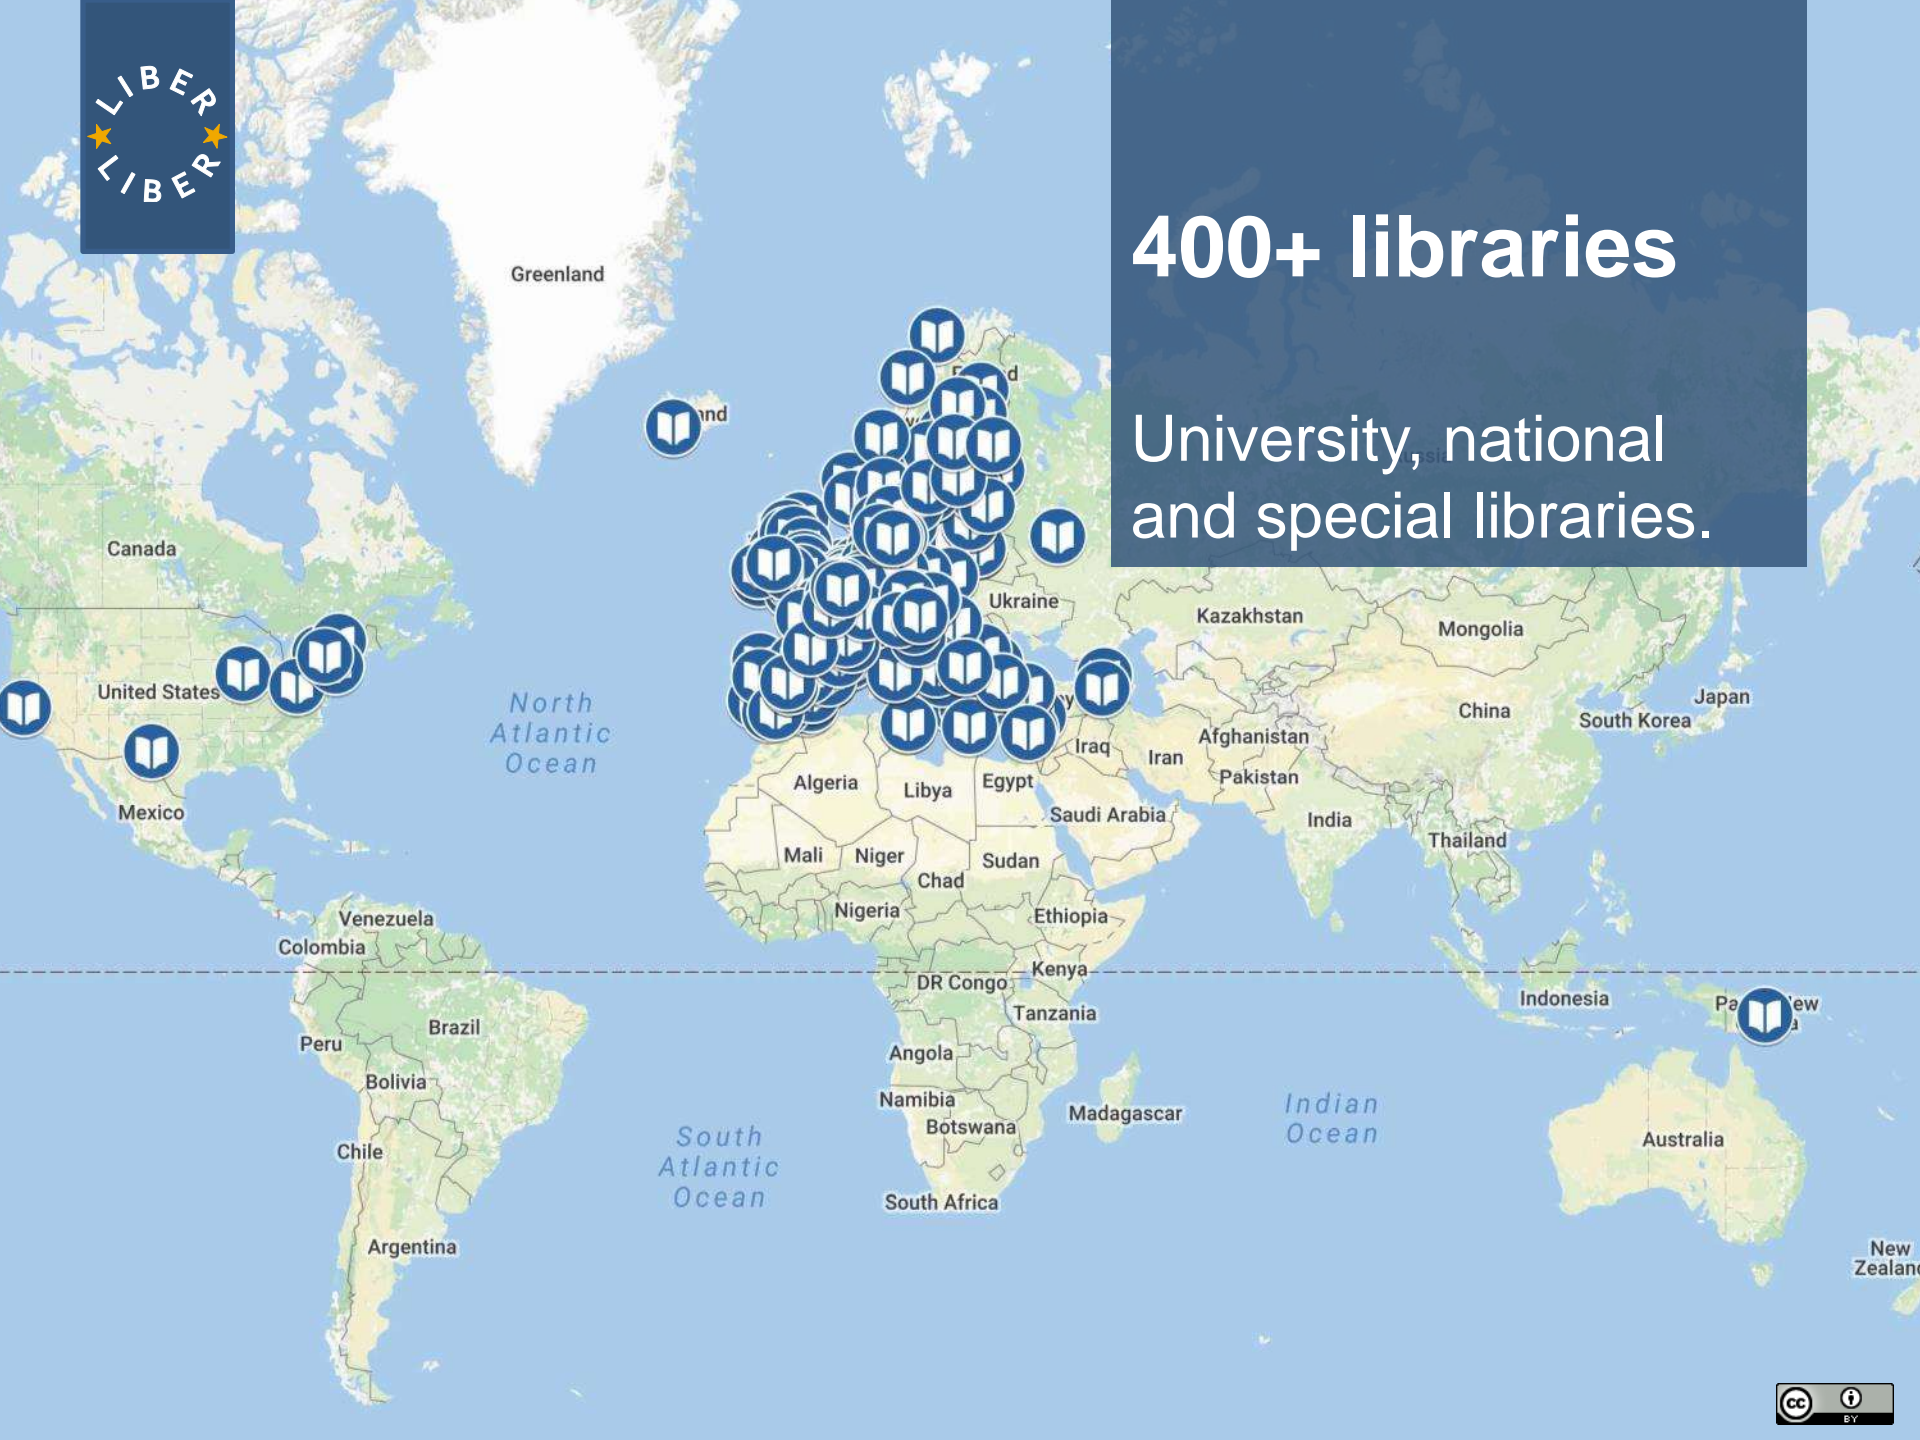 LIBER
LIBER
400+ libraries
University, national
and special libraries.
Greenland
Canada
United States
Mexico
North
Atlantic
Ocean
Ukraine
Kazakhstan
Mongolia
China
Japan
South Korea
Afghanistan
Iraq
Iran
Pakistan
Algeria
Libya
Egypt
Saudi Arabia
India
Thailand
Mali
Niger
Sudan
Chad
Nigeria
Ethiopia
Venezuela
Colombia
Kenya
DR Congo
Tanzania
Indonesia
Brazil
Peru
Angola
Bolivia
Namibia
Botswana
Madagascar
Indian
Ocean
Australia
South
Atlantic
Ocean
Chile
South Africa
Argentina
New
Zealan
cc
BY